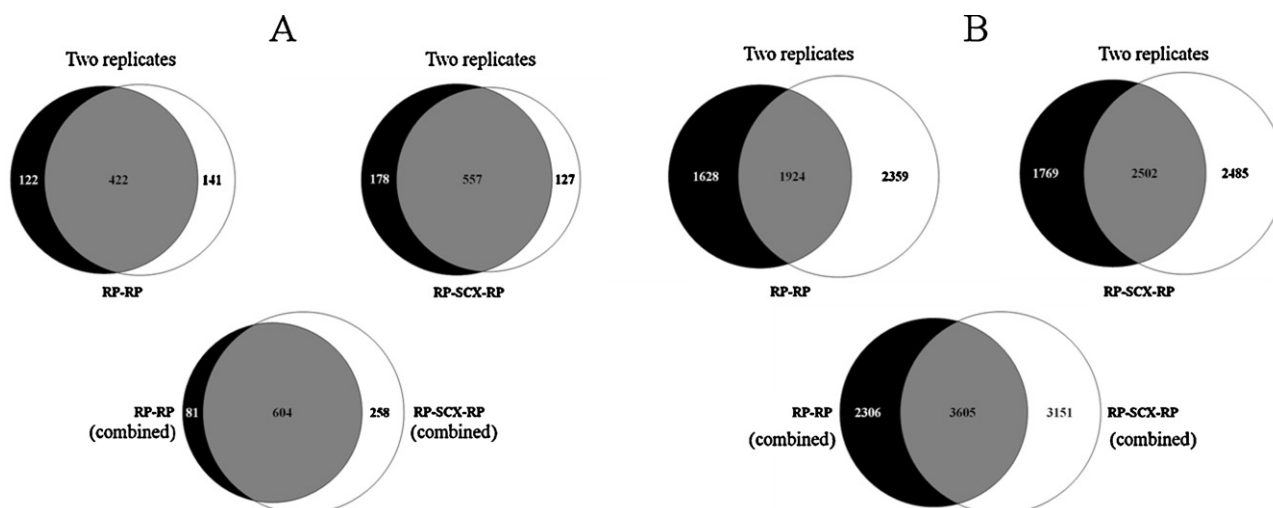 A
Two replicates
Two replicates
122
422
141
178
557
127
RP-RP
RP-SCX-RP
81
604
258
RP-RP
(combined)
RP-SCX-RP
(combined)
B
Two replicates
Two replicates
1628
1924
2359
1769
2502
2485
RP-RP
RP-SCX-RP
2306
3605
3151
RP-RP
(combined)
RP-SCX-RP
(combined)